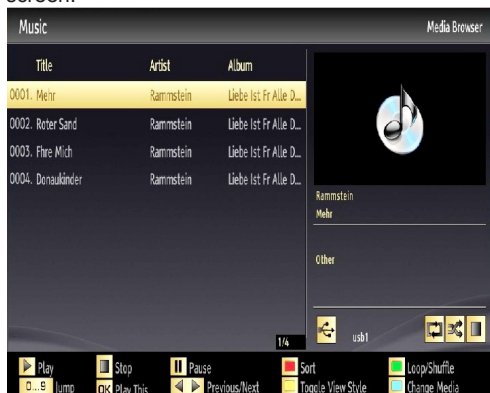 screen.
Music Media Browser
Title Artist Album
0001. Mehr Rammstein Liebe Ist Fr Alle D...
0002. Roter Sand Rammstein Liebe Ist Fr Alle D...
0003. Fhre Mich Rammstein Liebe Ist Fr Alle D...
0004. Donaukinder Rammstein Liebe Ist Fr Alle D...
Rammstein
Mehr
Other
1/4
usb1
Play Stop Pause Sort Loop/Shuffle
0...9 Jump OK Play This Previous/Next Toggle View Style Change Media